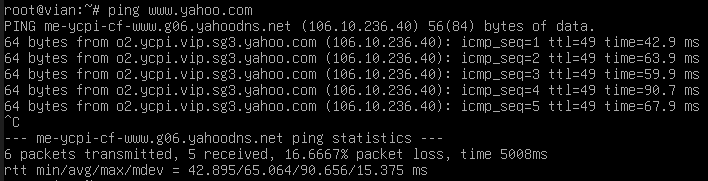 root@vian:~# ping www.yahoo.com
PING me-ycpi-cf-www.g06.yahoodns.net (106.10.236.40) 56(84) bytes of data.
64 bytes from o2.ycpi.vip.sg3.yahoo.com (106.10.236.40): icmp_seq=1 ttl=49 time=42.9 ms
64 bytes from o2.ycpi.vip.sg3.yahoo.com (106.10.236.40): icmp_seq=2 ttl=49 time=63.9 ms
64 bytes from o2.ycpi.vip.sg3.yahoo.com (106.10.236.40): icmp_seq=3 ttl=49 time=59.9 ms
64 bytes from o2.ycpi.vip.sg3.yahoo.com (106.10.236.40): icmp_seq=4 ttl=49 time=90.7 ms
64 bytes from o2.ycpi.vip.sg3.yahoo.com (106.10.236.40): icmp_seq=5 ttl=49 time=67.9 ms
^C
--- me-ycpi-cf-www.g06.yahoodns.net ping statistics ---
6 packets transmitted, 5 received, 16.6667% packet loss, time 5008ms
rtt min/avg/max/mdev = 42.895/65.064/90.656/15.375 ms